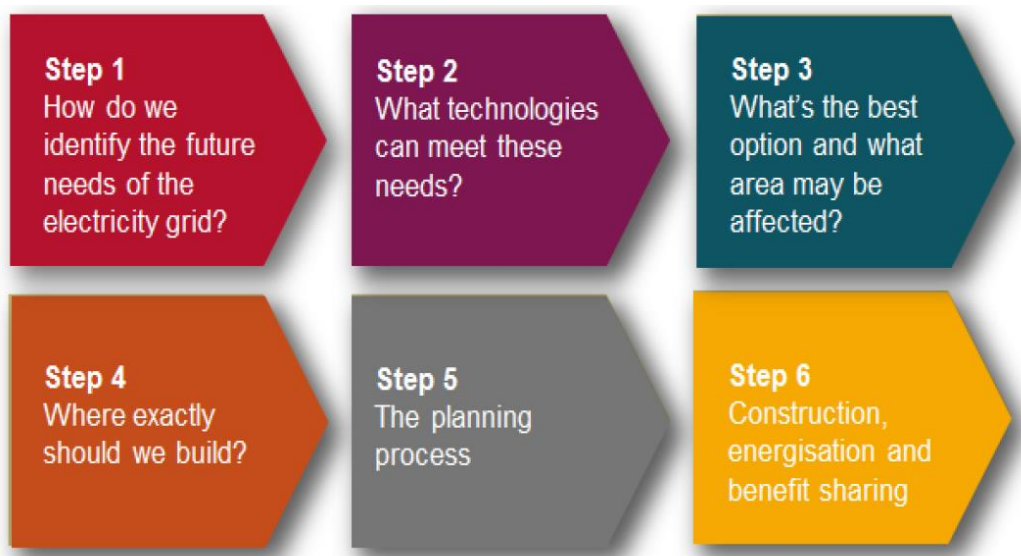 Step 1
How do we
identify the future
needs of the
electricity grid?
Step 2
What technologies
can meet these
needs?
Step 3
What's the best
option and what
area may be
affected?
Step 4
Where exactly
should we build?
Step 5
The planning
process
Step 6
Construction,
energisation and
benefit sharing